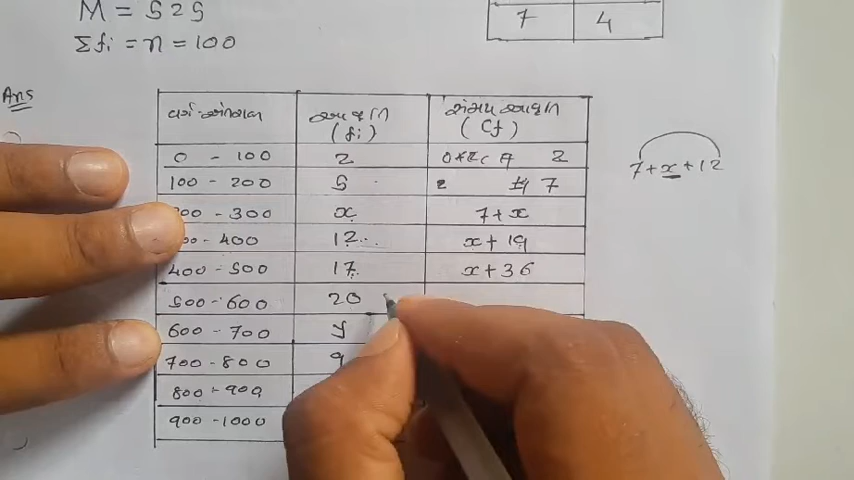 M = 525
Σfi = n = 100
7 4
Ans
વર્ગ-અંતરાલ આવૃત્તિ (fi) સંચયી આવૃત્તિ (cf)
0 - 100 2 2
100 - 200 5 7
00 - 300 x 7+x
00 - 400 12 x+19
400 - 500 17 x+36
500 - 600 20
600 - 700 y
700 - 800 9
800 - 900
900 - 1000
7+x+12